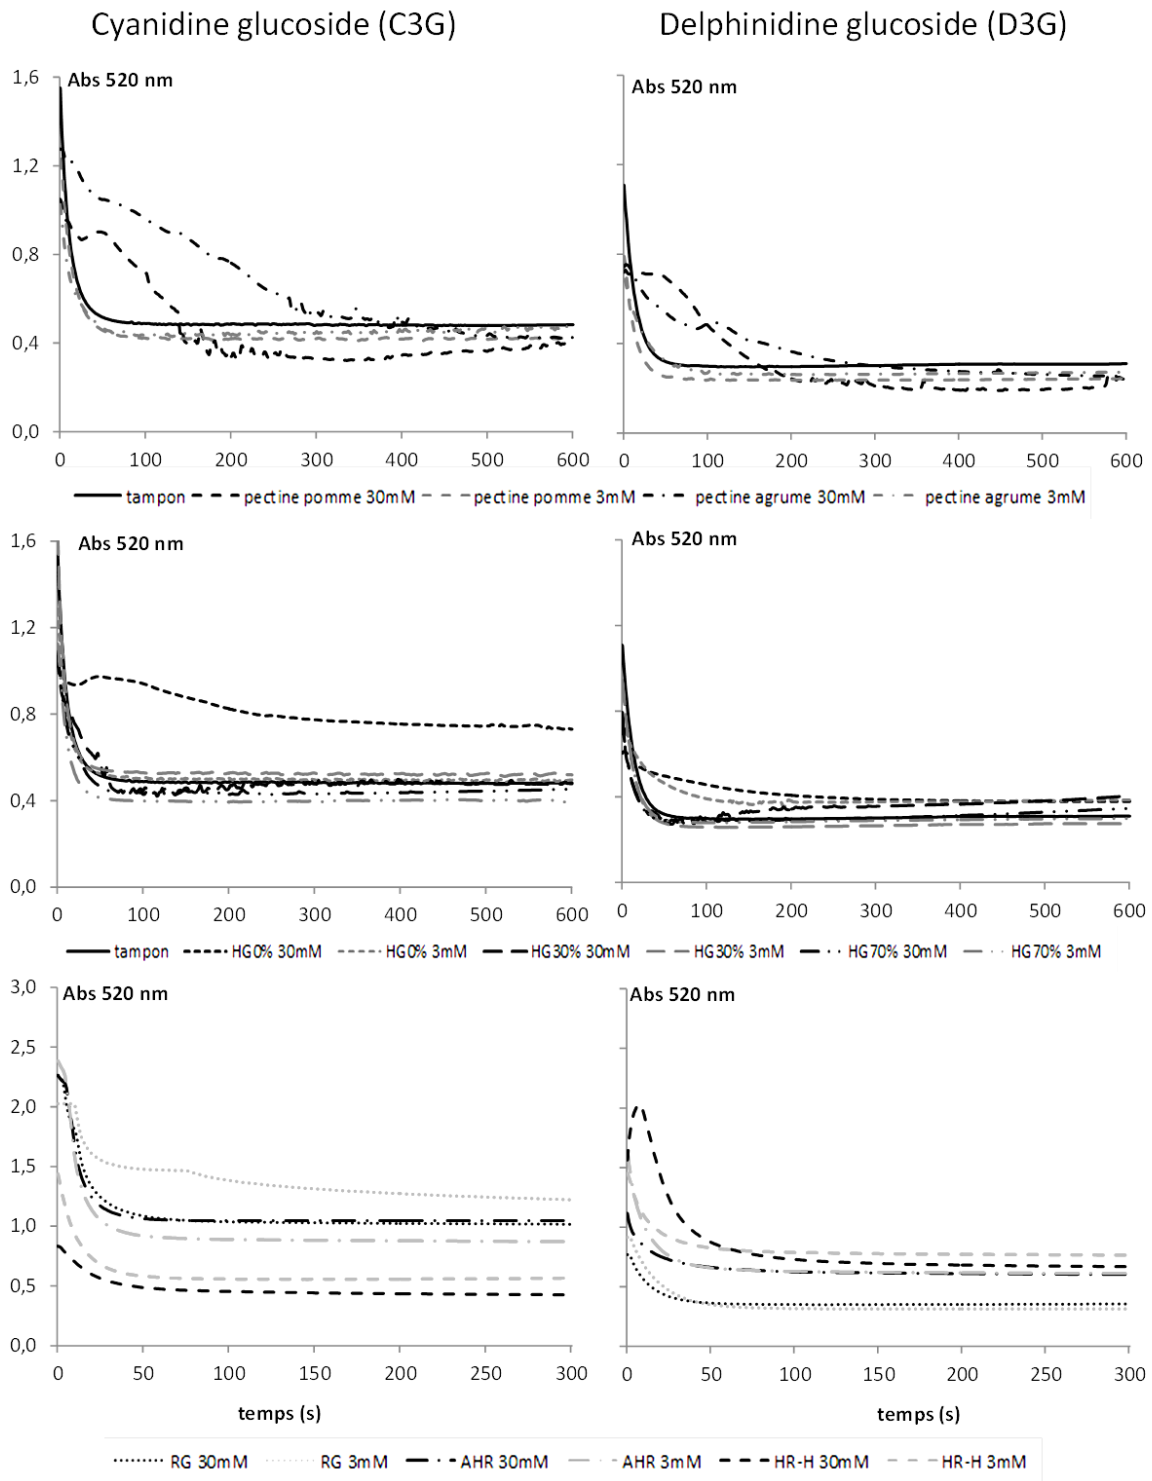 Cyanidine glucoside (C3G)
Delphinidine glucoside (D3G)
Abs 520 nm
1,6
1,2
0,8
0,4
0,0
0 100 200 300 400 500 600
Abs 520 nm
0 100 200 300 400 500 600
tampon pectine pomme 30mM pectine pomme 3mM pectine agrume 30mM pectine agrume 3mM
Abs 520 nm
1,6
1,2
0,8
0,4
0,0
0 100 200 300 400 500 600
Abs 520 nm
0 100 200 300 400 500 600
tampon HG0% 30mM HG0% 3mM HG30% 30mM HG30% 3mM HG70% 30mM HG70% 3mM
Abs 520 nm
3,0
2,5
2,0
1,5
1,0
0,5
0,0
0 50 100 150 200 250 300
temps (s)
Abs 520 nm
0 50 100 150 200 250 300
temps (s)
RG 30mM RG 3mM AHR 30mM AHR 3mM HR-H 30mM HR-H 3mM